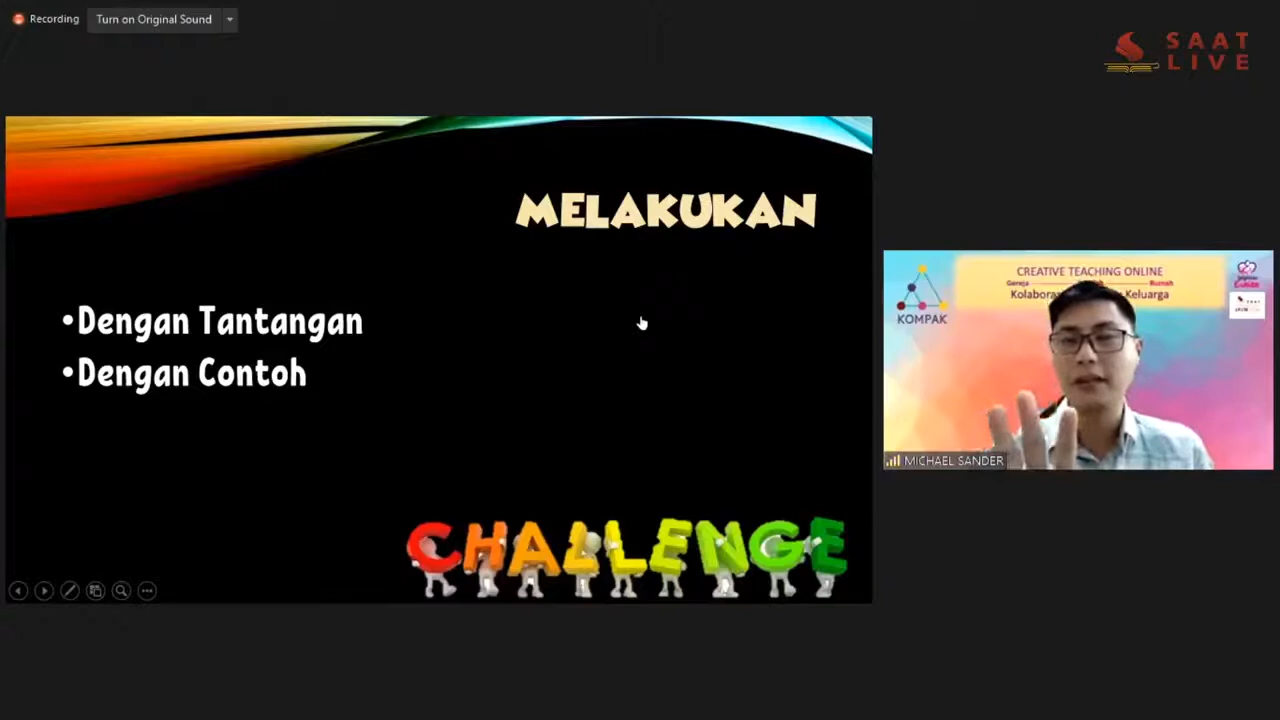 Recording
Turn on Original Sound
SAAT
LIVE
MELAKUKAN
•Dengan Tantangan
•Dengan Contoh
CHALLENGE
CREATIVE TEACHING ONLINE
Gereja
Rumah
Keluarga
KOMPAK
MICHAEL SANDER